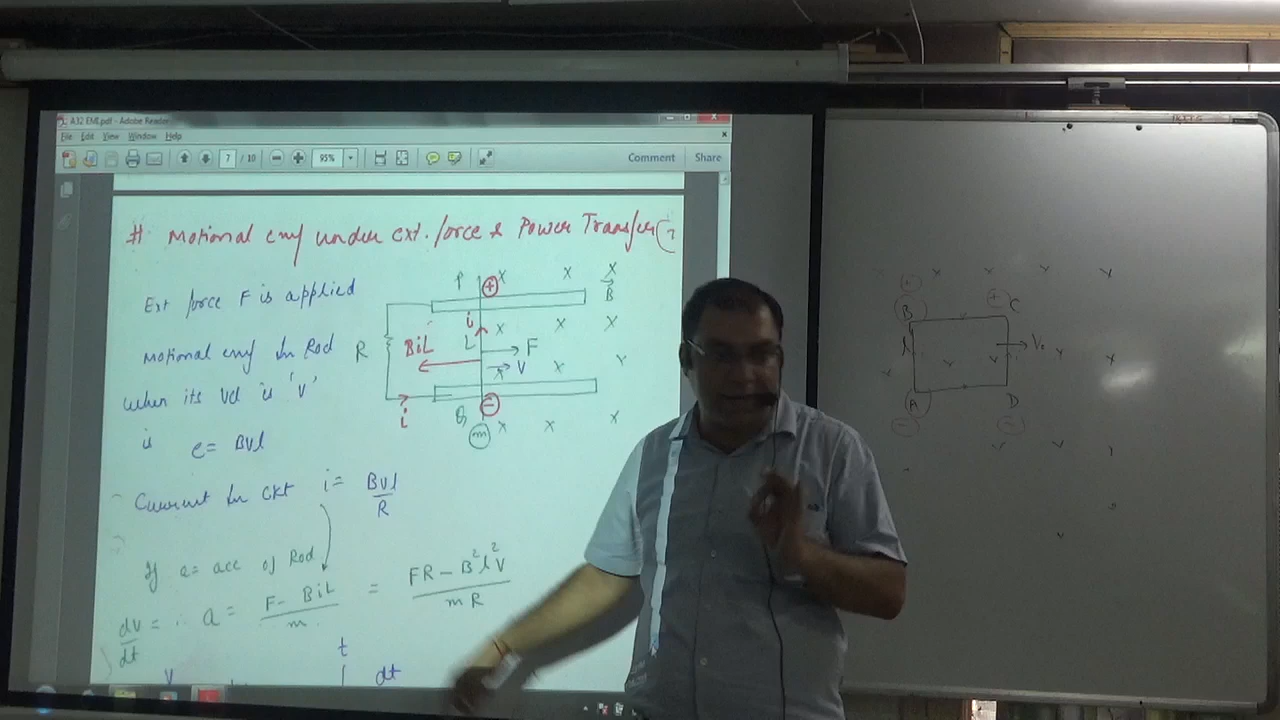 A32 EMI.pdf - Adobe Reader
File Edit View Window Help
7 / 10 95% Comment Share
# Motional emf under ext. force & Power Transfer
Ext force F is applied
Motional emf In Rod
when its vel is 'v'
is e = Bvl
Current In Ckt i = Bvl
R
If a = acc of Rod
dv/dt = a = F - BiL / m = FR - B²l²v / mR
t
v
dt
P + X X X
B
i X X X
R BiL L F
X V X
i Q -
m X X X
B + + C
l V₀
A D
- -